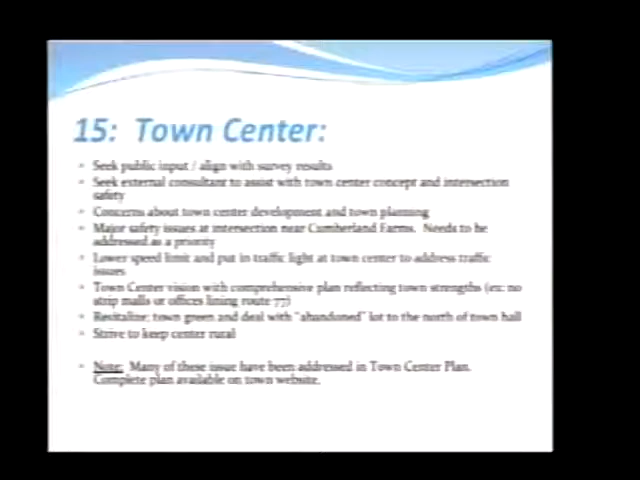 15: Town Center:
Seek public input / align with survey results
Seek external consultant to assist with town center concept and intersection
safety
Concerns about town center development and town planning
Major safety issues at intersection near Cumberland Farms. Needs to be
addressed as a priority
Lower speed limit and put in traffic light at town center to address traffic
issues
Town Center vision with comprehensive plan reflecting town strengths (ex: no
strip malls or offices lining route 77)
Revitalize: town green and deal with "abandoned" lot to the north of town hall
Strive to keep center rural
Note: Many of these issue have been addressed in Town Center Plan.
Complete plan available on town website.